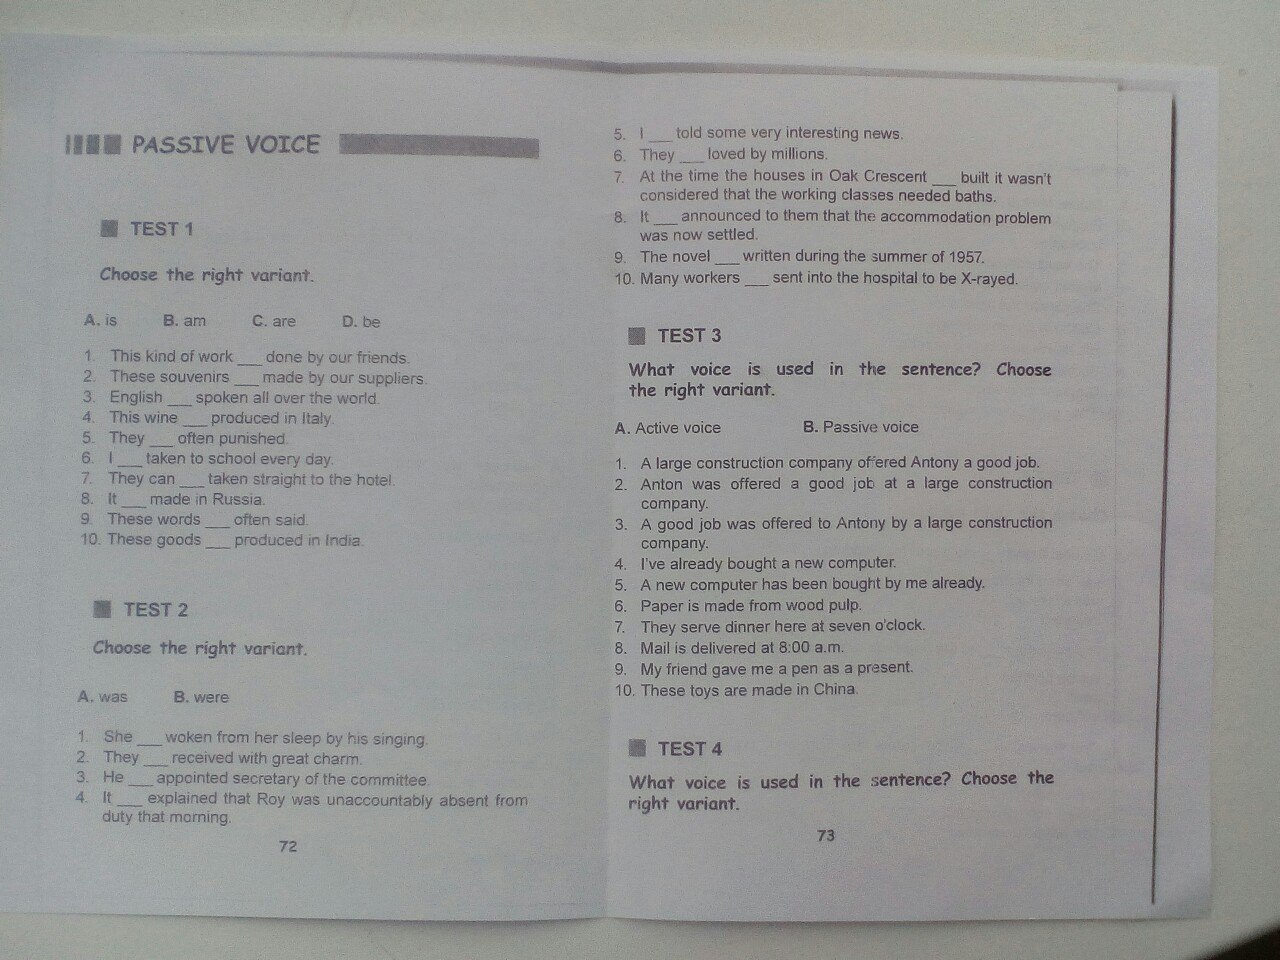 PASSIVE VOICE
TEST 1
Choose the right variant.
A. is B. am C. are D. be
1. This kind of work ___ done by our friends.
2. These souvenirs ___ made by our suppliers.
3. English ___ spoken all over the world.
4. This wine ___ produced in Italy.
5. They ___ often punished.
6. I ___ taken to school every day.
7. They can ___ taken straight to the hotel.
8. It ___ made in Russia.
9. These words ___ often said.
10. These goods ___ produced in India.
TEST 2
Choose the right variant.
A. was B. were
1. She ___ woken from her sleep by his singing.
2. They ___ received with great charm.
3. He ___ appointed secretary of the committee.
4. It ___ explained that Roy was unaccountably absent from
duty that morning.
72
5. I ___ told some very interesting news.
6. They ___ loved by millions.
7. At the time the houses in Oak Crescent ___ built it wasn't
considered that the working classes needed baths.
8. It ___ announced to them that the accommodation problem
was now settled.
9. The novel ___ written during the summer of 1957.
10. Many workers ___ sent into the hospital to be X-rayed.
TEST 3
What voice is used in the sentence? Choose
the right variant.
A. Active voice B. Passive voice
1. A large construction company offered Antony a good job.
2. Anton was offered a good job at a large construction
company.
3. A good job was offered to Antony by a large construction
company.
4. I've already bought a new computer.
5. A new computer has been bought by me already.
6. Paper is made from wood pulp.
7. They serve dinner here at seven o'clock.
8. Mail is delivered at 8:00 a.m.
9. My friend gave me a pen as a present.
10. These toys are made in China.
TEST 4
What voice is used in the sentence? Choose the
right variant.
73